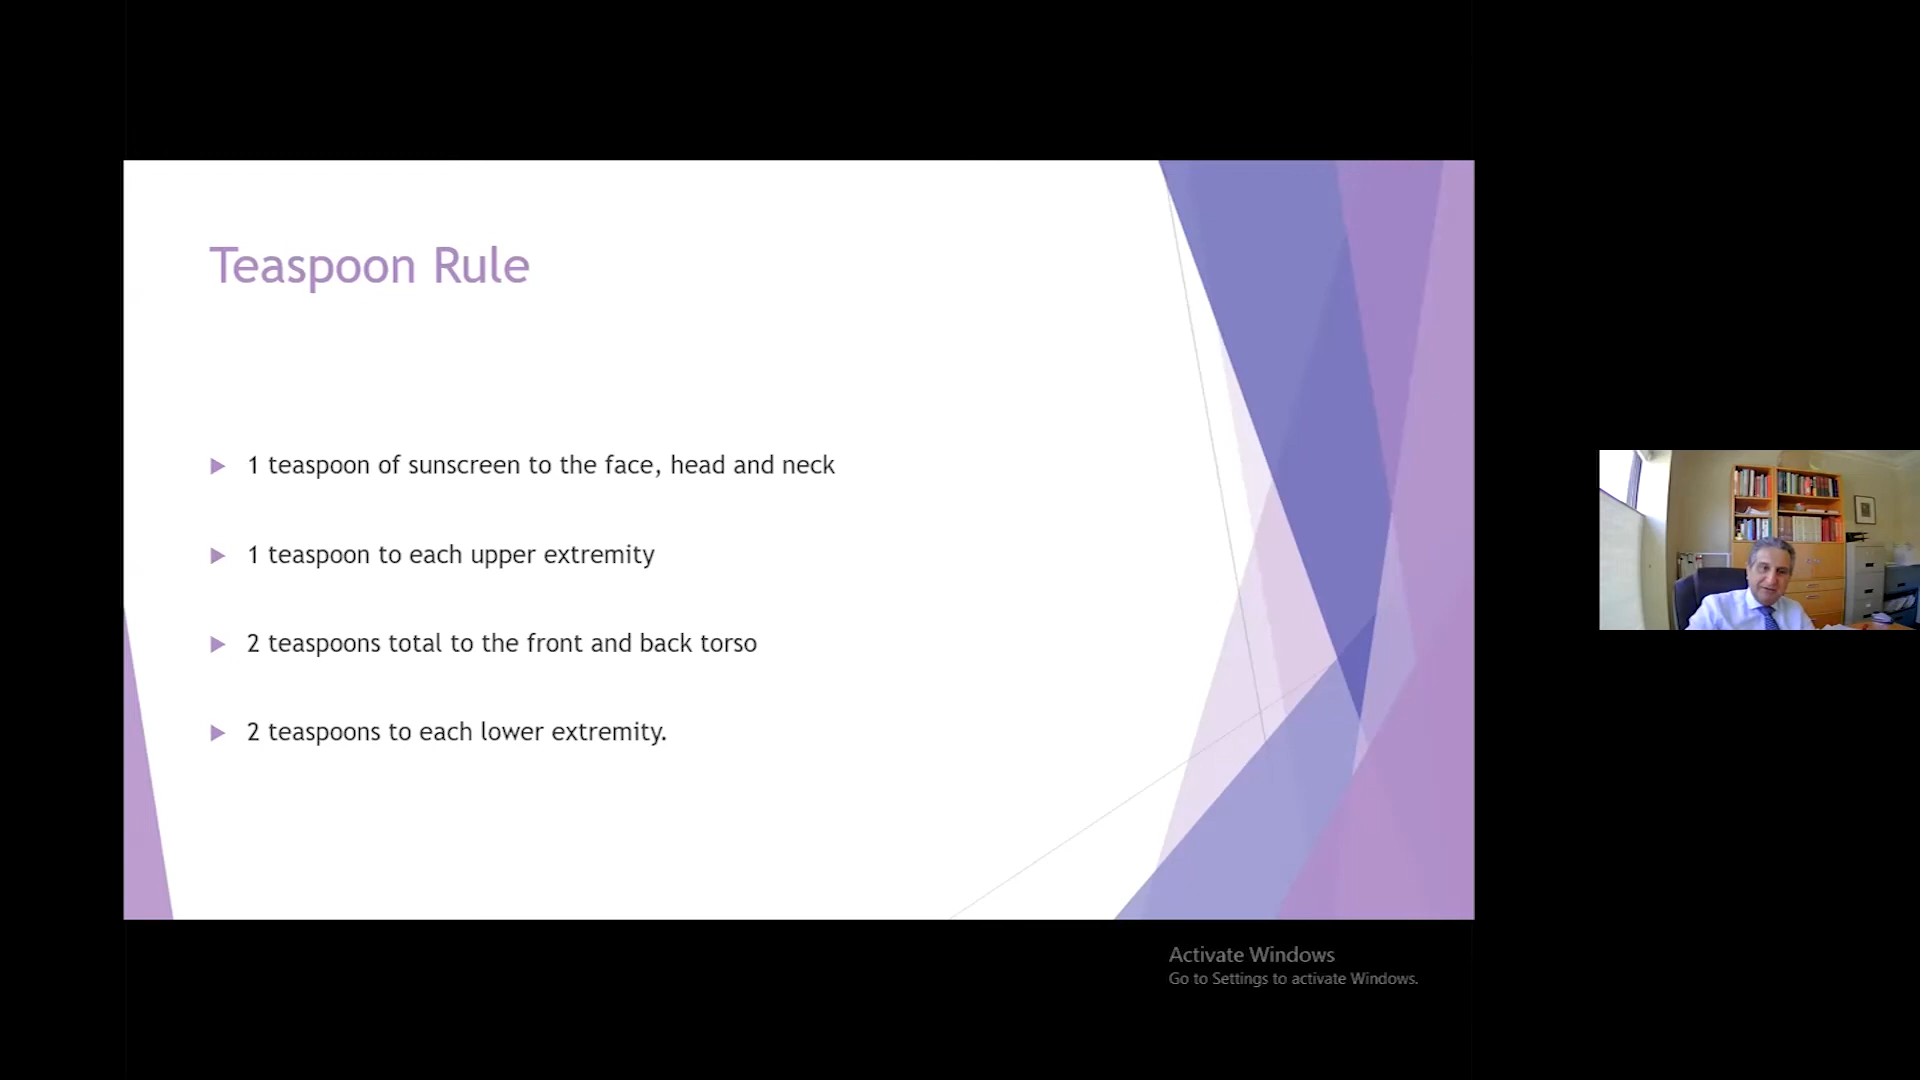 Teaspoon Rule
1 teaspoon of sunscreen to the face, head and neck
1 teaspoon to each upper extremity
2 teaspoons total to the front and back torso
2 teaspoons to each lower extremity.
Activate Windows
Go to Settings to activate Windows.